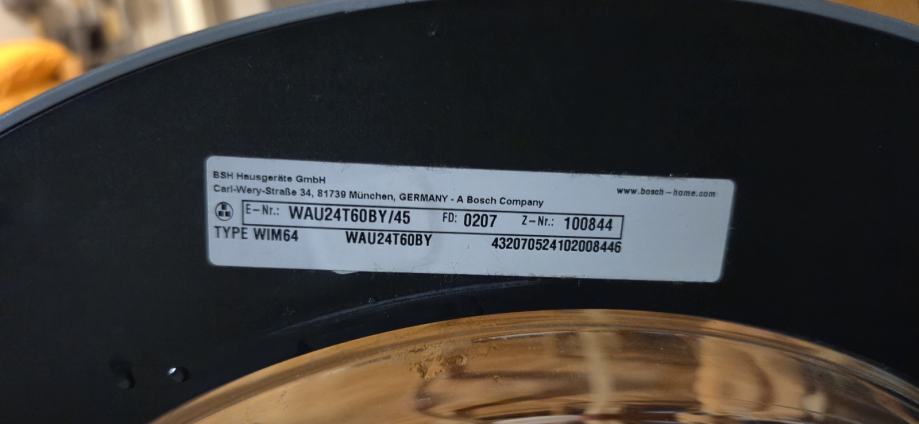 BSH Hausgeräte GmbH
Carl-Wery-Straße 34, 81739 München, GERMANY - A Bosch Company
www.bosch-home.com
E-Nr.: WAU24T60BY/45 FD: 0207 Z-Nr.: 100844
TYPE WIM64 WAU24T60BY 432070524102008446